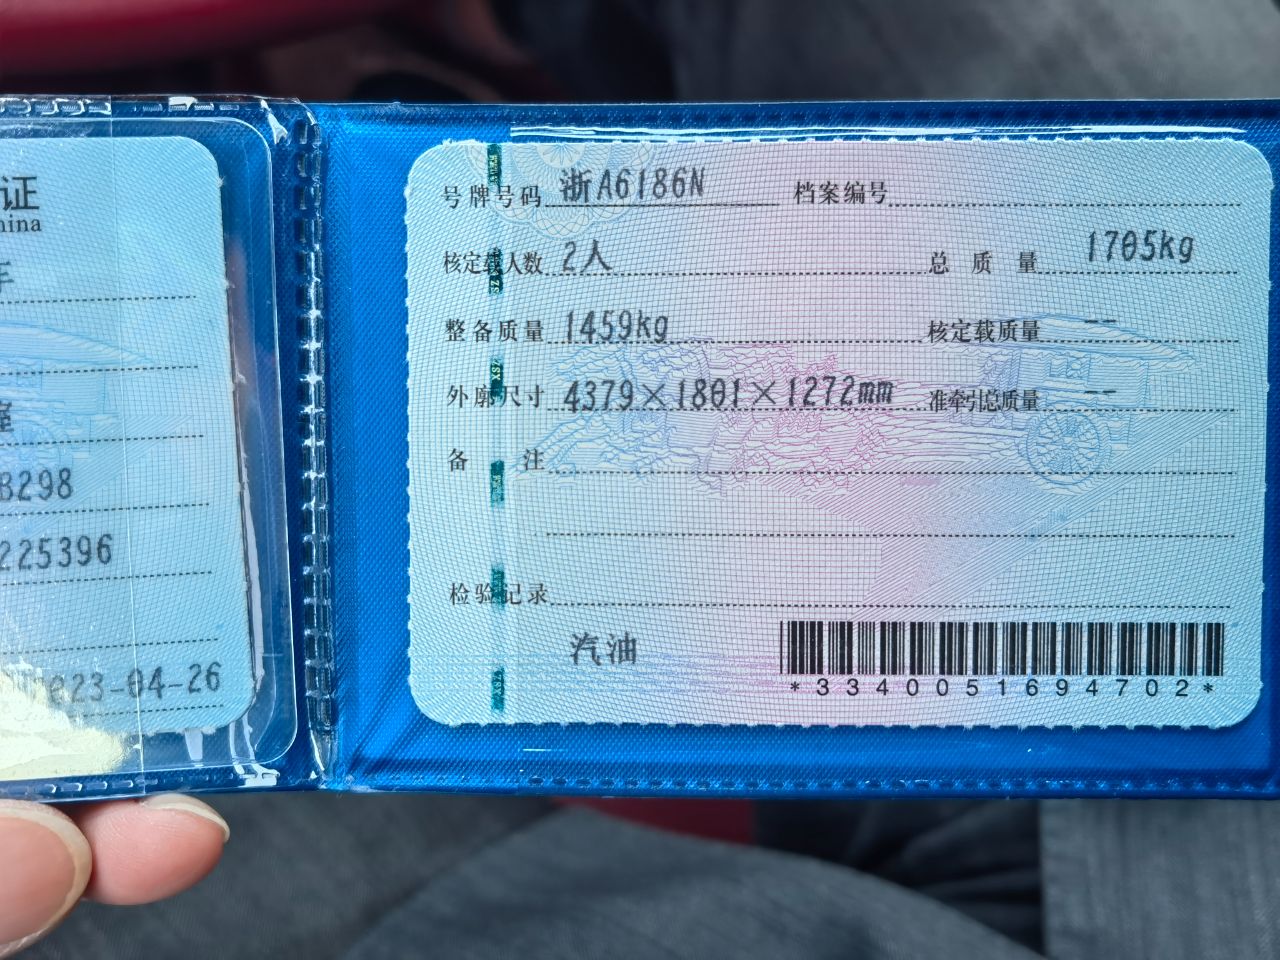 证
hina
车
B298
225396
023-04-26
号牌号码 浙A6186N 档案编号
核定载人数 2人 总质量 1705kg
整备质量 1459kg 核定载质量 --
外廓尺寸 4379×1801×1272mm 准牵引总质量 --
备注
检验记录
汽油
*3340051694702*